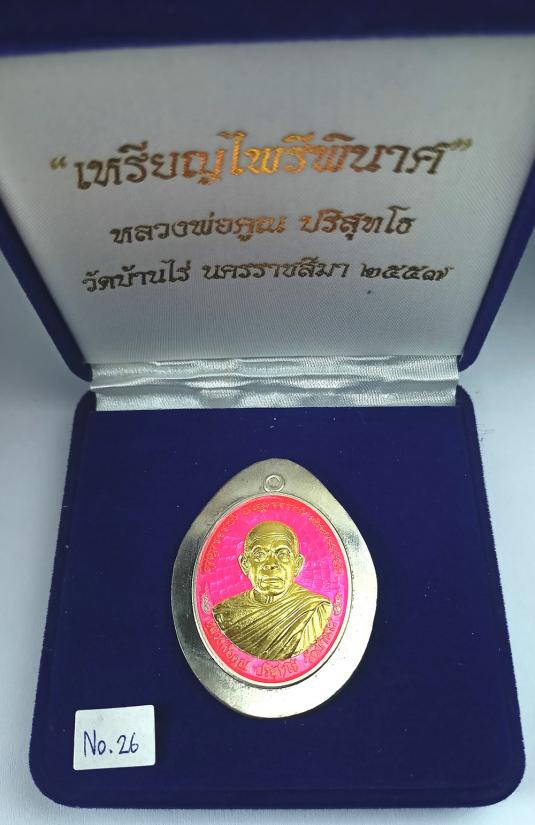 “เหรียญไพรีพินาศ”
หลวงพ่อคูณ ปริสุทโธ
วัดบ้านไร่ นครราชสีมา ๒๕๕๗
No. 26